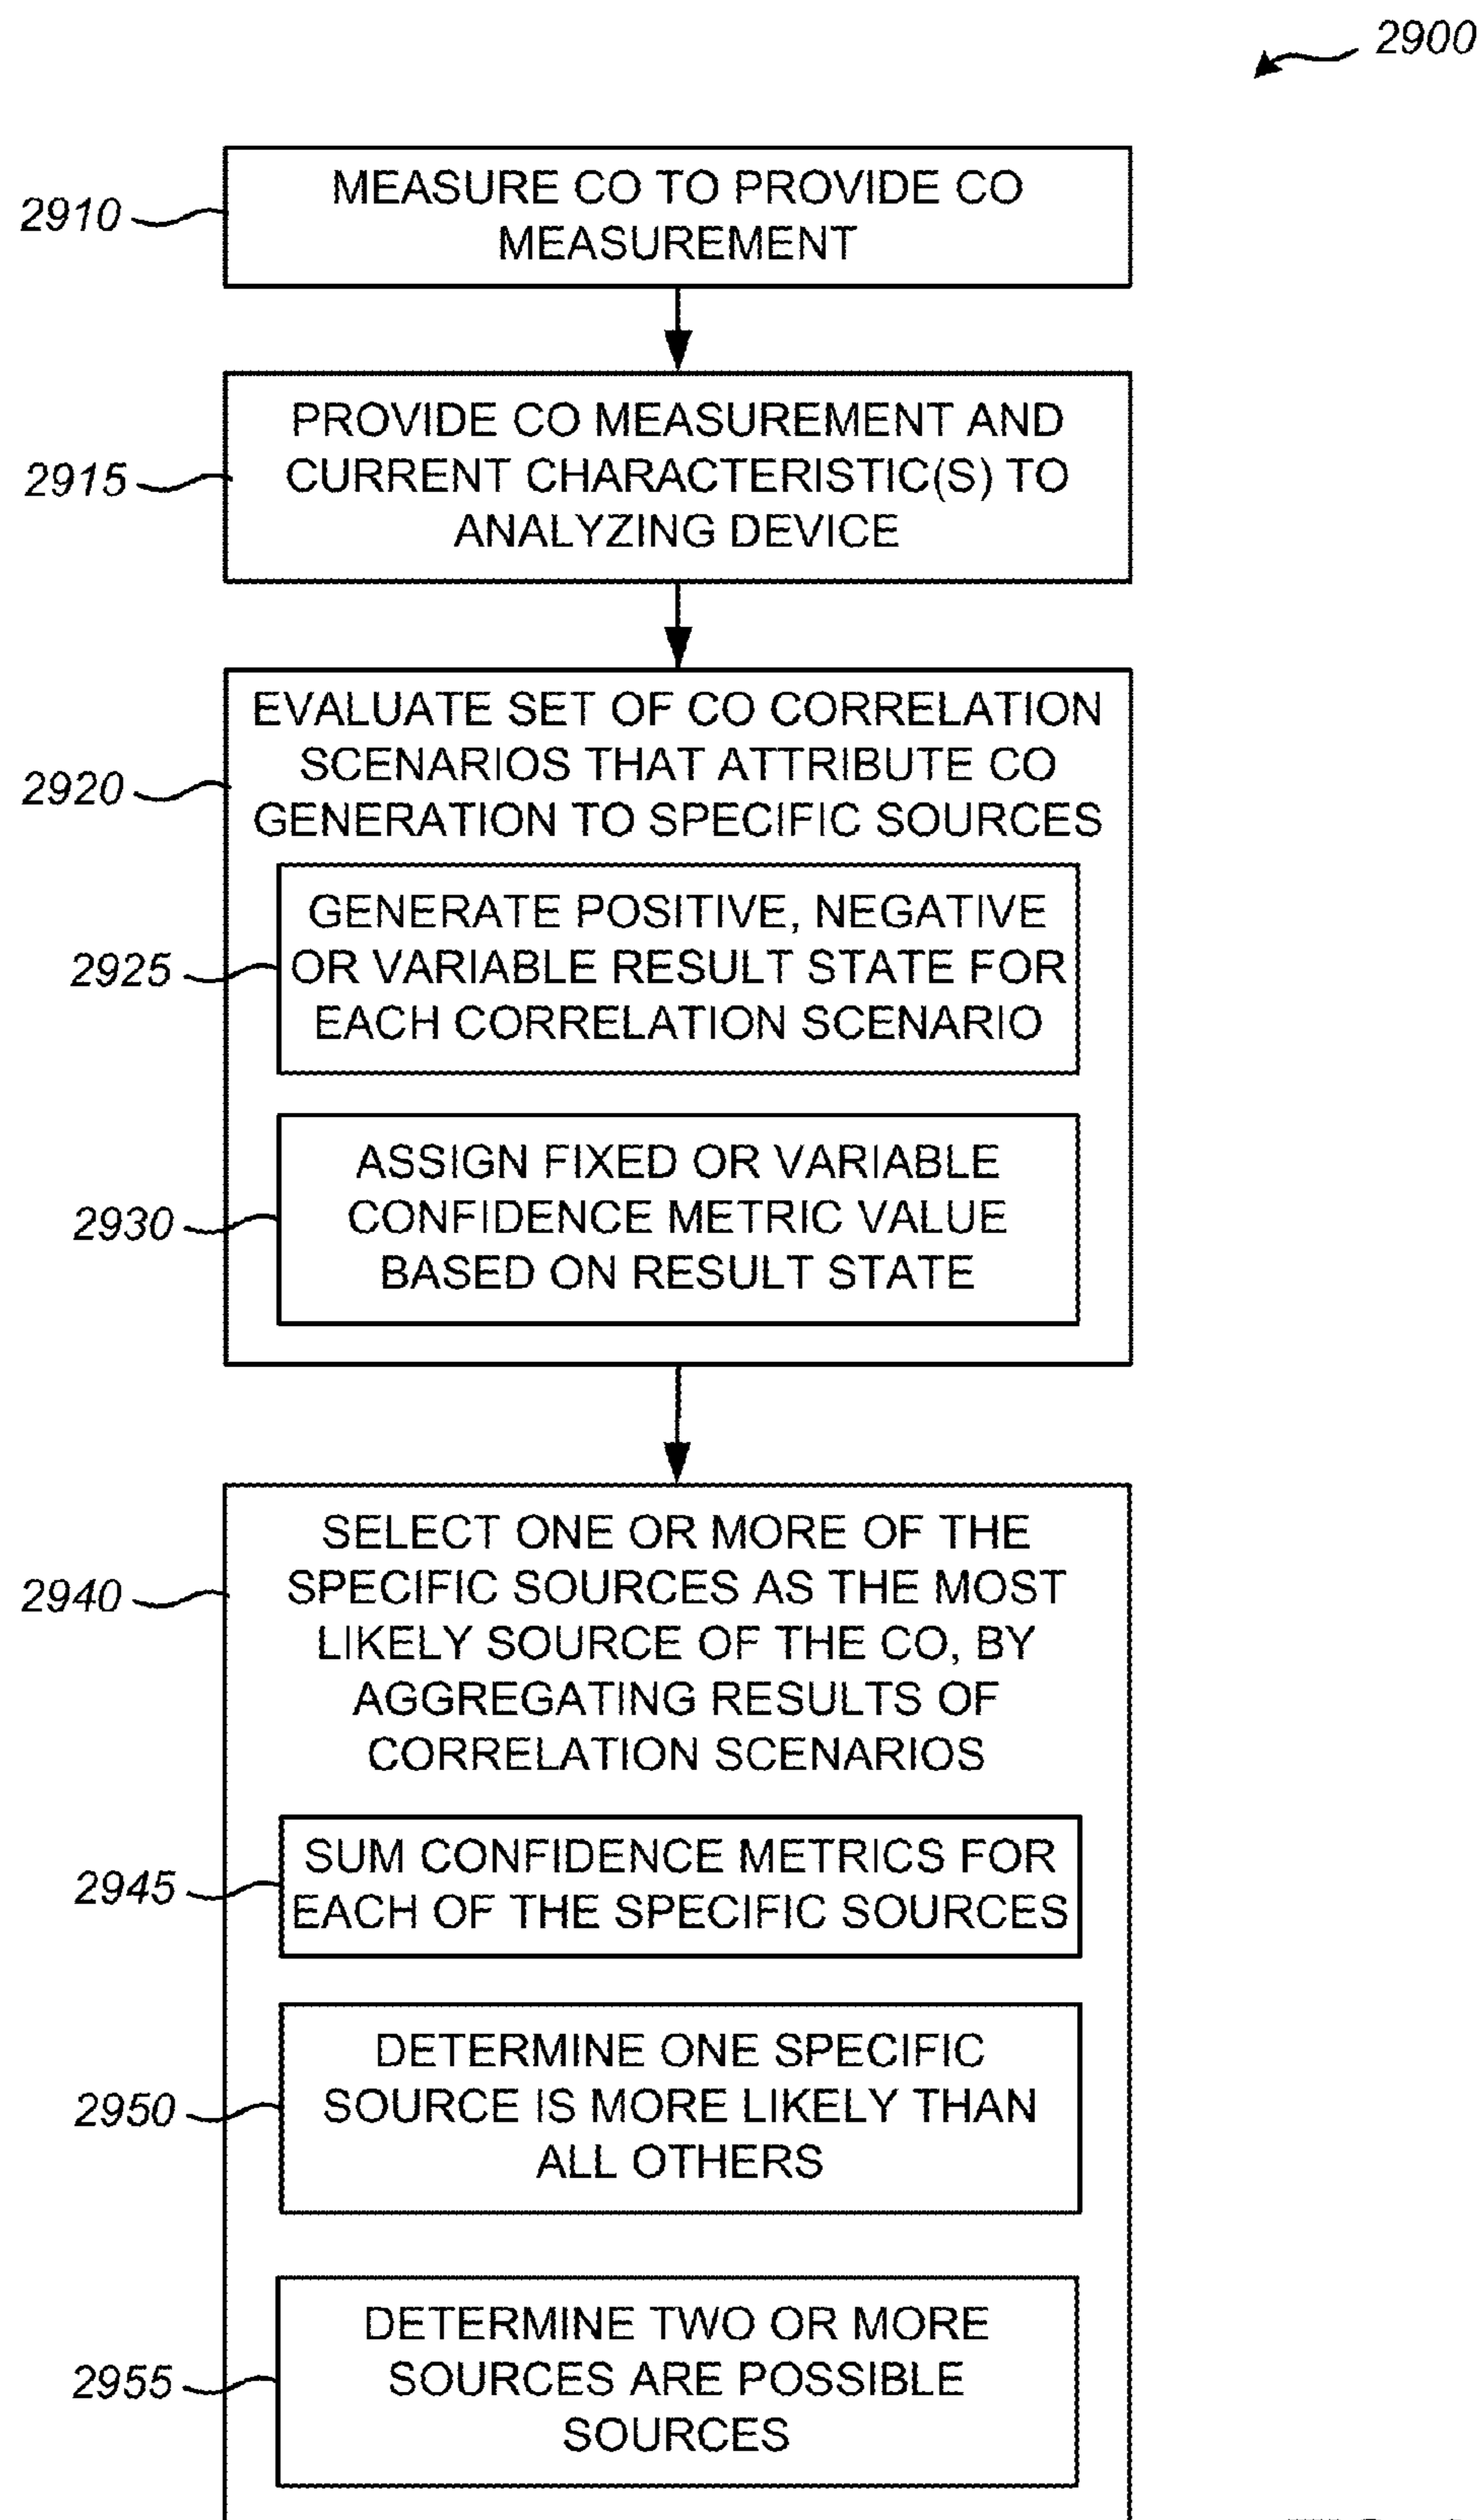 2900
2910
MEASURE CO TO PROVIDE CO
MEASUREMENT
2915
PROVIDE CO MEASUREMENT AND
CURRENT CHARACTERISTIC(S) TO
ANALYZING DEVICE
2920
EVALUATE SET OF CO CORRELATION
SCENARIOS THAT ATTRIBUTE CO
GENERATION TO SPECIFIC SOURCES
2925
GENERATE POSITIVE, NEGATIVE
OR VARIABLE RESULT STATE FOR
EACH CORRELATION SCENARIO
2930
ASSIGN FIXED OR VARIABLE
CONFIDENCE METRIC VALUE
BASED ON RESULT STATE
2940
SELECT ONE OR MORE OF THE
SPECIFIC SOURCES AS THE MOST
LIKELY SOURCE OF THE CO, BY
AGGREGATING RESULTS OF
CORRELATION SCENARIOS
2945
SUM CONFIDENCE METRICS FOR
EACH OF THE SPECIFIC SOURCES
2950
DETERMINE ONE SPECIFIC
SOURCE IS MORE LIKELY THAN
ALL OTHERS
2955
DETERMINE TWO OR MORE
SOURCES ARE POSSIBLE
SOURCES